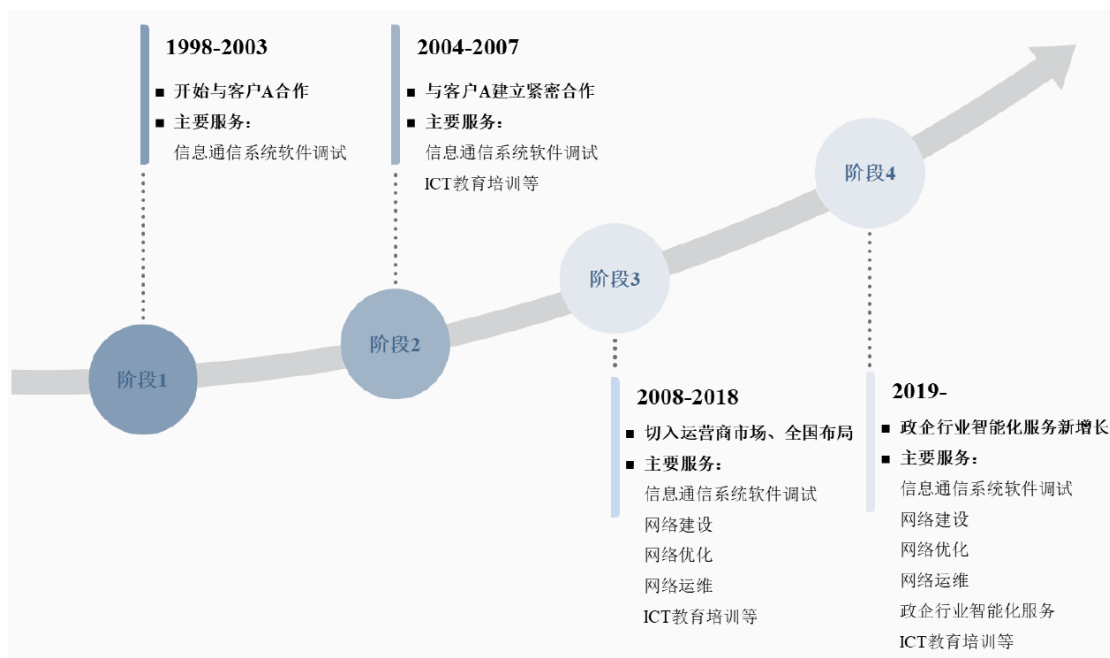 1998-2003
■ 开始与客户A合作
■ 主要服务：
信息通信系统软件调试
阶段1
2004-2007
■ 与客户A建立紧密合作
■ 主要服务：
信息通信系统软件调试
ICT教育培训等
阶段2
阶段3
2008-2018
■ 切入运营商市场、全国布局
■ 主要服务：
信息通信系统软件调试
网络建设
网络优化
网络运维
ICT教育培训等
阶段4
2019-
■ 政企行业智能化服务新增长
■ 主要服务：
信息通信系统软件调试
网络建设
网络优化
网络运维
政企行业智能化服务
ICT教育培训等